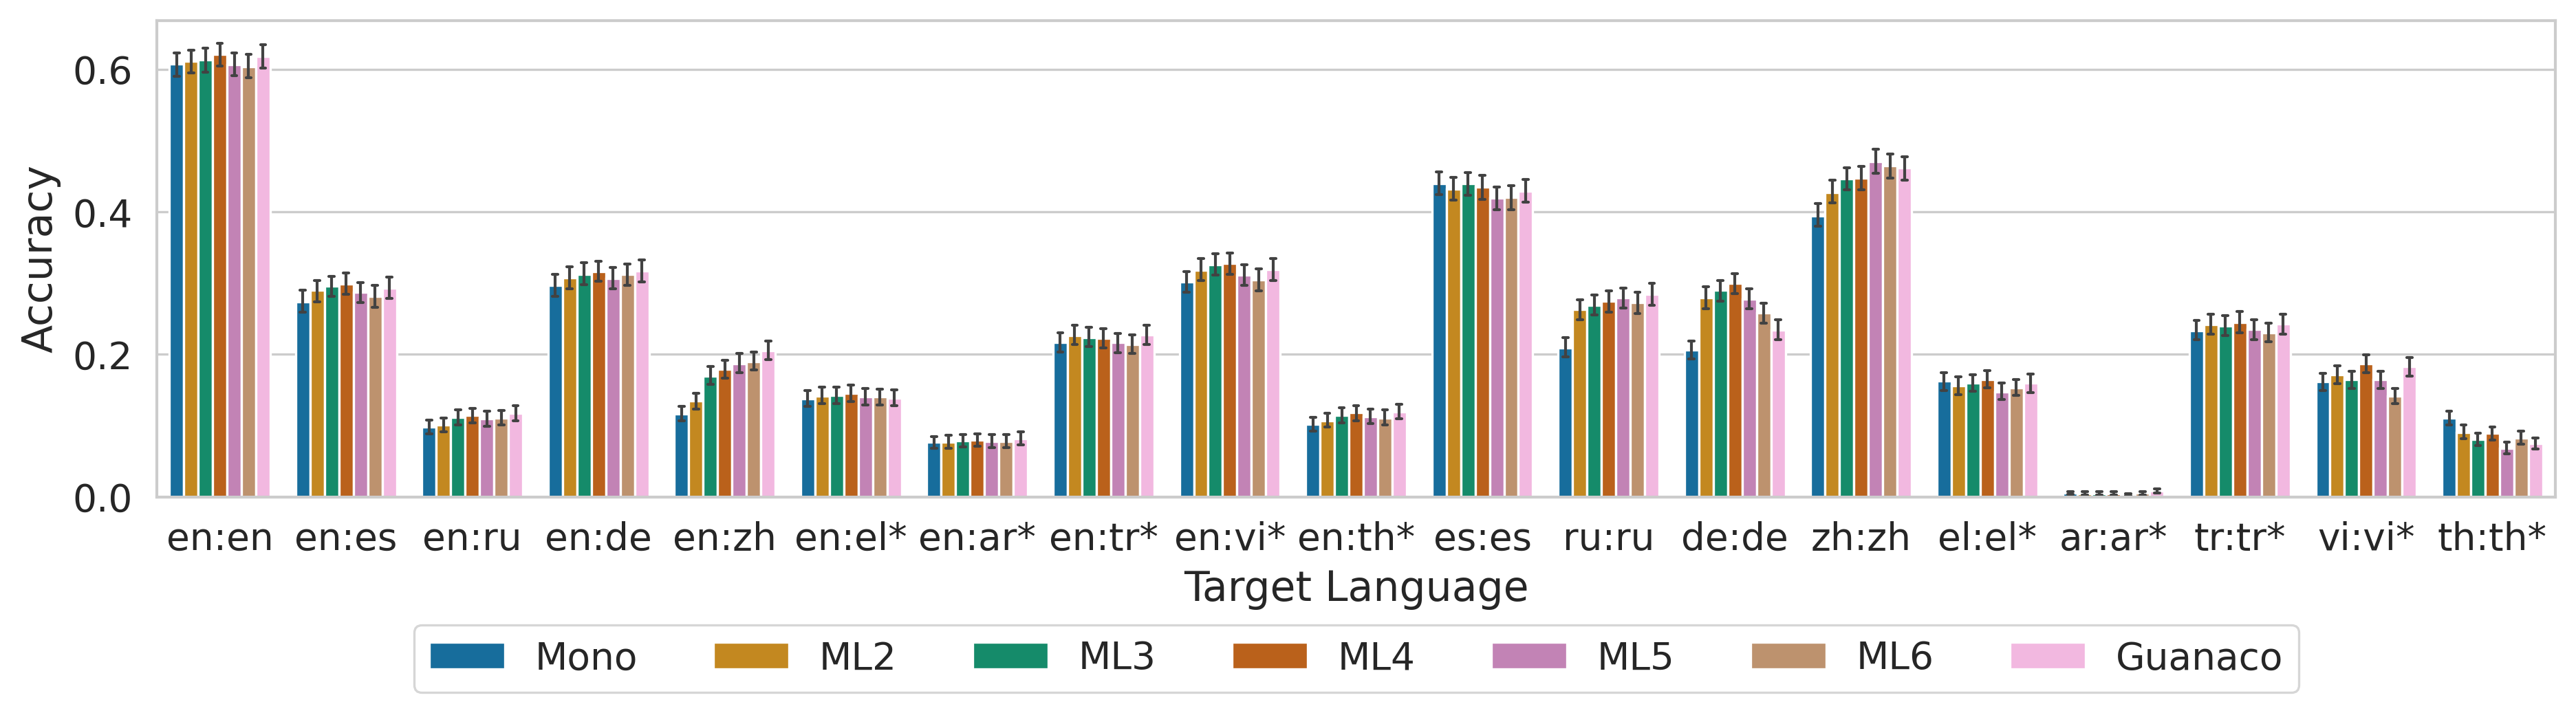 Accuracy
0.6
0.4
0.2
0.0
en:en en:es en:ru en:de en:zh en:el* en:ar* en:tr* en:vi* en:th* es:es ru:ru de:de zh:zh el:el* ar:ar* tr:tr* vi:vi* th:th*
Target Language
Mono ML2 ML3 ML4 ML5 ML6 Guanaco